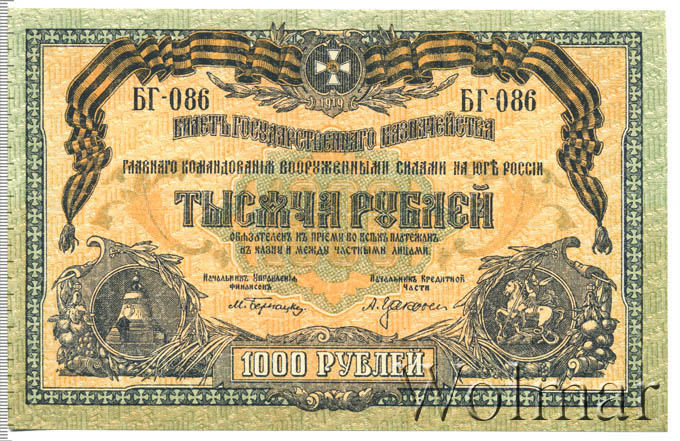 1919
БГ-086 БГ-086
БИЛЕТЪ ГОСУДАРСТВЕННАГО КАЗНАЧЕЙСТВА
ГЛАВНАГО КОМАНДОВАНІЯ ВООРУЖЕННЫМИ СИЛАМИ НА ЮГѢ РОССІИ
ТЫСЯЧА РУБЛЕЙ
ОБЯЗАТЕЛЕНЪ КЪ ПРІЕМУ ВО ВСѢХЪ ПЛАТЕЖАХЪ
ВЪ КАЗНУ И МЕЖДУ ЧАСТНЫМИ ЛИЦАМИ.
НАЧАЛЬНИКЪ УПРАВЛЕНІЯ НАЧАЛЬНИКЪ КРЕДИТНОЙ
ФИНАНСОВЪ ЧАСТИ
М. Бернацкій
1000 РУБЛЕЙ
Wolmar